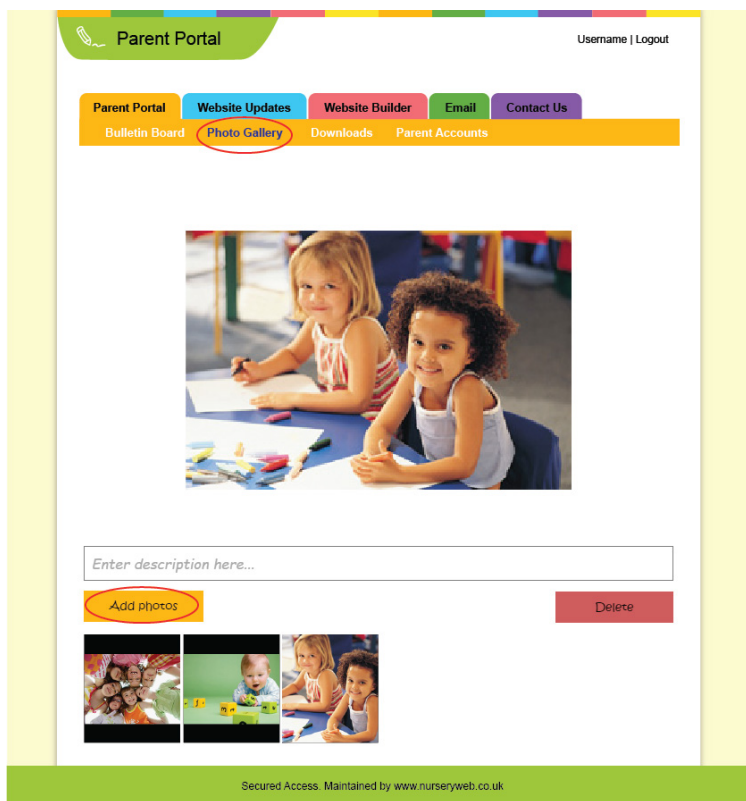 Parent Portal
Username | Logout
Parent Portal Website Updates Website Builder Email Contact Us
Bulletin Board Photo Gallery Downloads Parent Accounts
Enter description here...
Add photos
Delete
Secured Access. Maintained by www.nurseryweb.co.uk